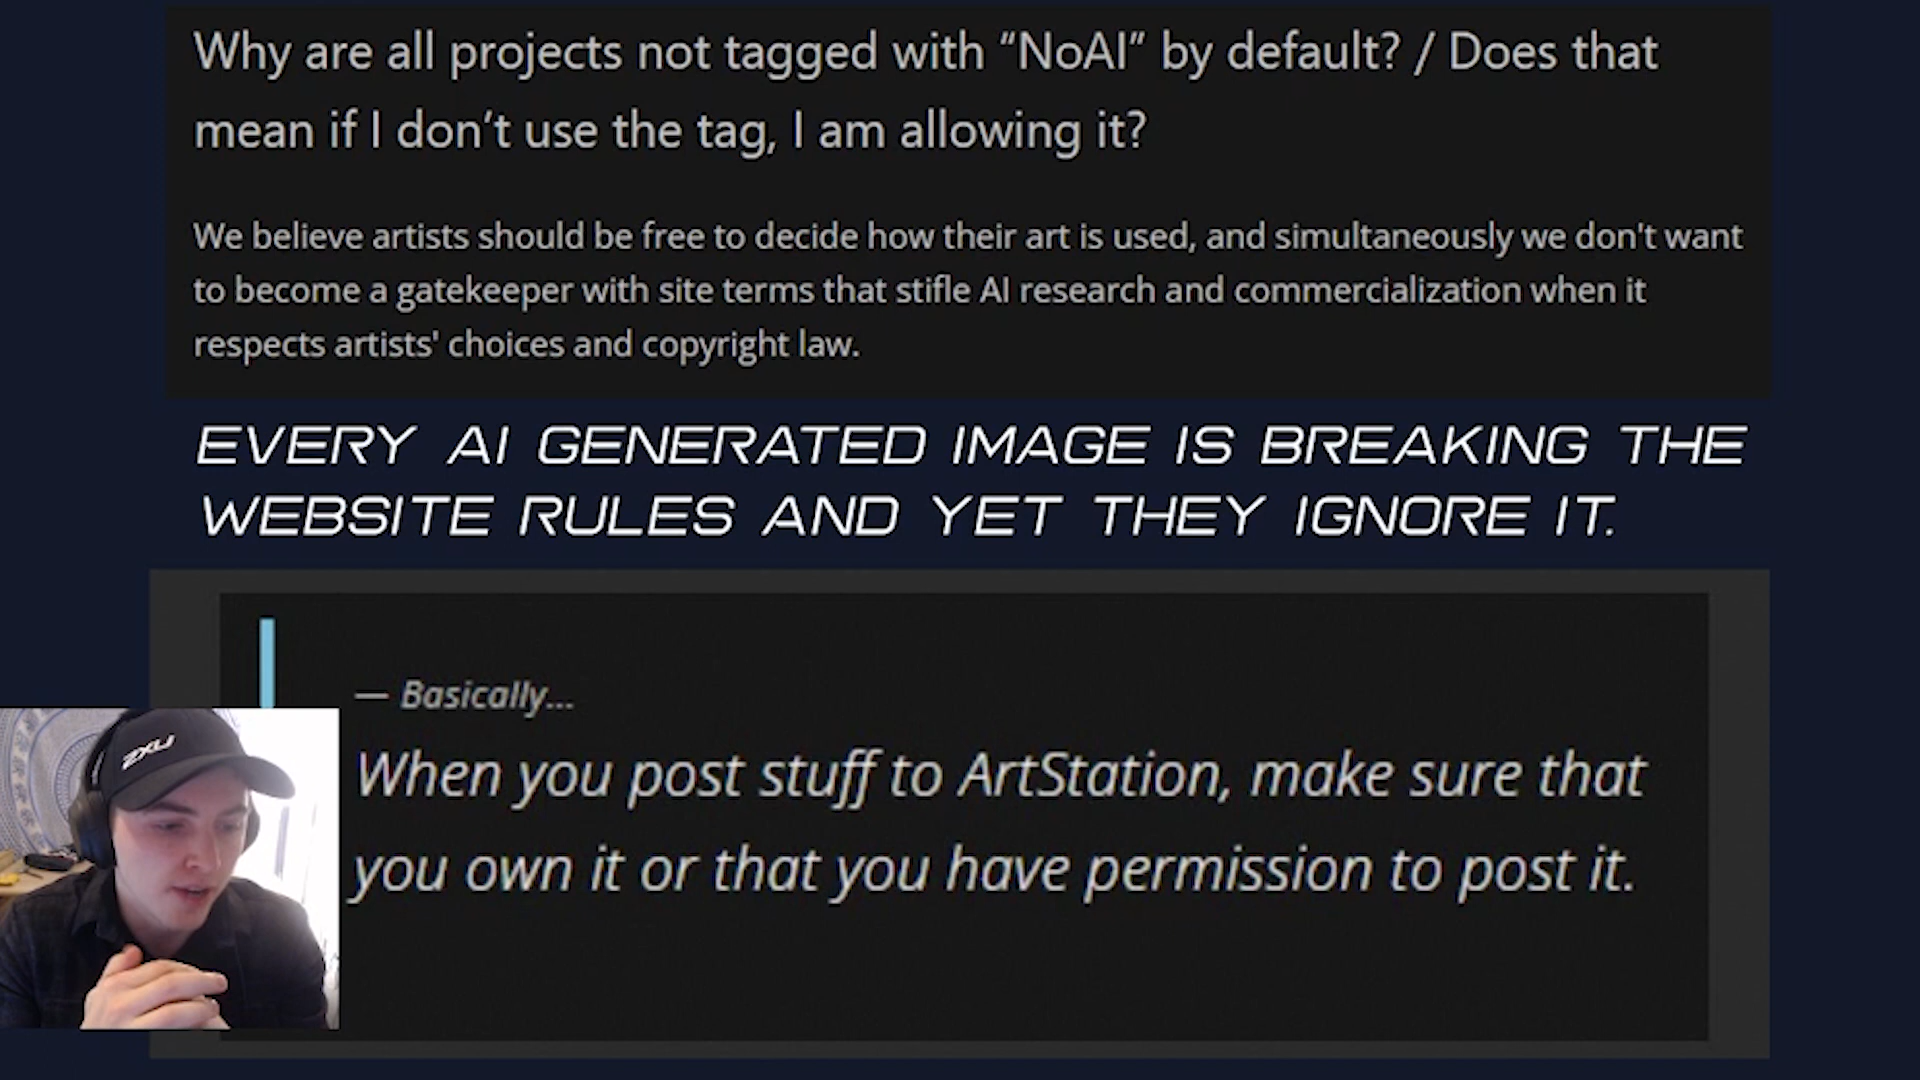 Why are all projects not tagged with “NoAI” by default? / Does that
mean if I don’t use the tag, I am allowing it?
We believe artists should be free to decide how their art is used, and simultaneously we don't want
to become a gatekeeper with site terms that stifle AI research and commercialization when it
respects artists' choices and copyright law.
EVERY AI GENERATED IMAGE IS BREAKING THE
WEBSITE RULES AND YET THEY IGNORE IT.
— Basically...
When you post stuff to ArtStation, make sure that
you own it or that you have permission to post it.
2XU